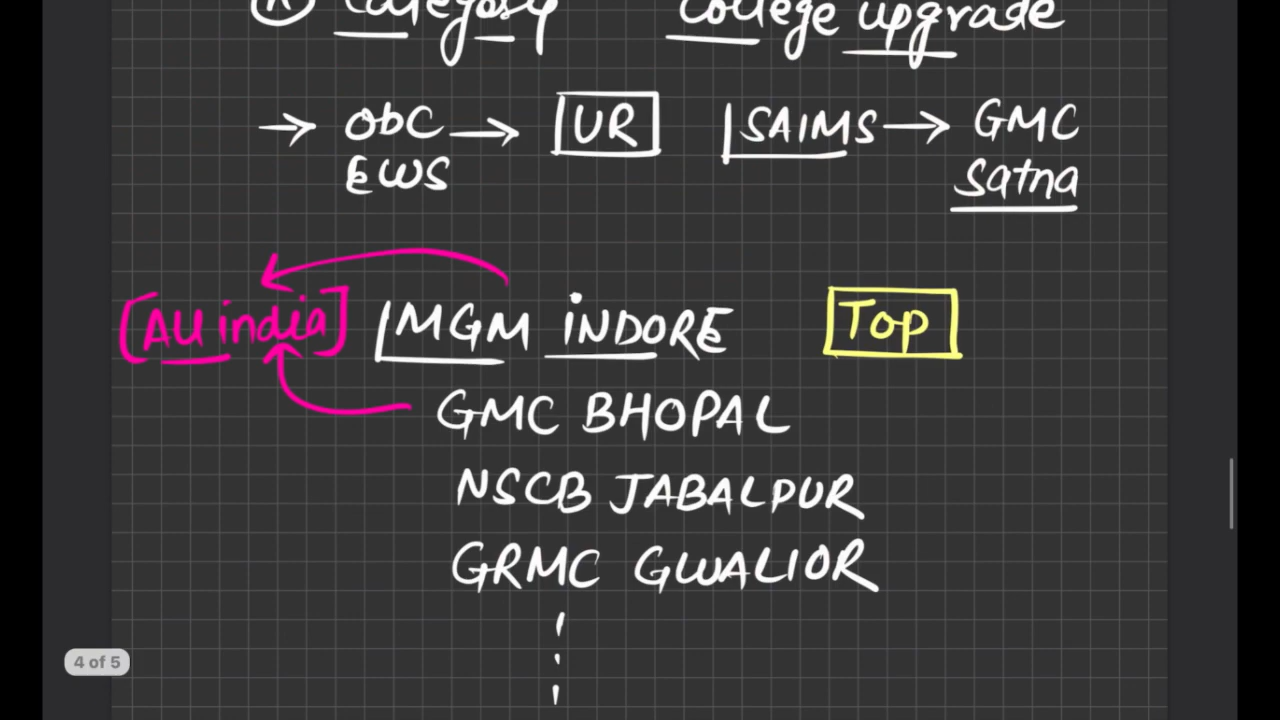 Category College upgrade
→ ObC → UR SAIMS → GMC
EWS Satna
[All india] MGM INDORE Top
GMC BHOPAL
NSCB JABALPUR
GRMC GWALIOR
4 of 5